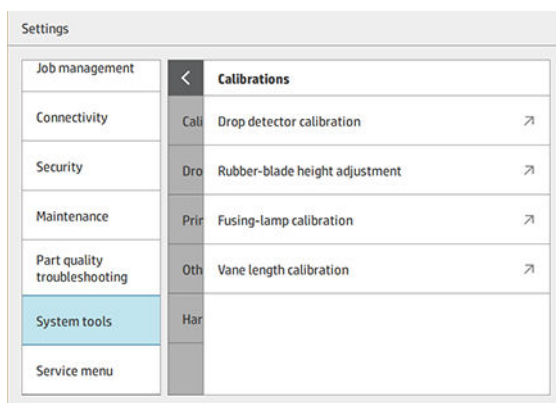 Settings
Job management
Connectivity
Security
Maintenance
Part quality
troubleshooting
System tools
Service menu
Calibrations
Cali
Drop detector calibration
Dro
Rubber-blade height adjustment
Prin
Fusing-lamp calibration
Oth
Vane length calibration
Har